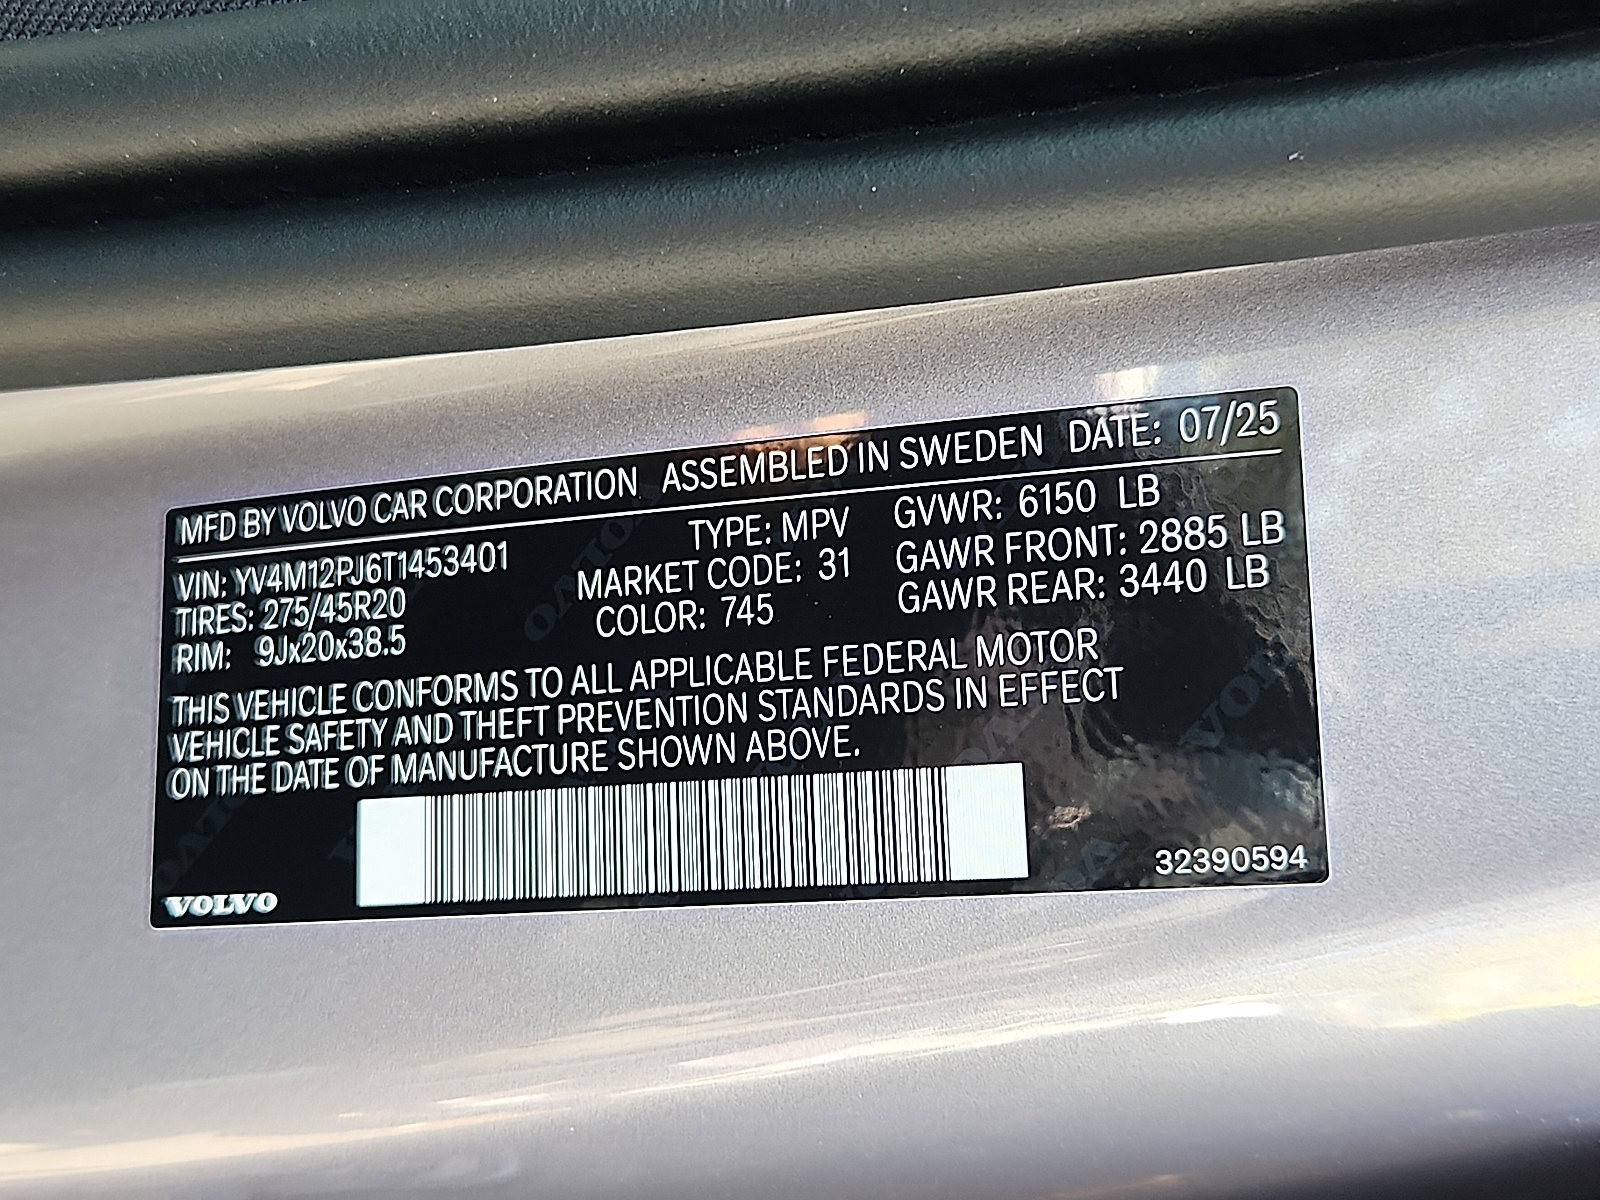 MFD BY VOLVO CAR CORPORATION ASSEMBLED IN SWEDEN DATE: 07/25
VIN: YV4M12PJ6T1453401 TYPE: MPV GVWR: 6150 LB
TIRES: 275/45R20 MARKET CODE: 31 GAWR FRONT: 2885 LB
RIM: 9Jx20x38.5 COLOR: 745 GAWR REAR: 3440 LB
THIS VEHICLE CONFORMS TO ALL APPLICABLE FEDERAL MOTOR
VEHICLE SAFETY AND THEFT PREVENTION STANDARDS IN EFFECT
ON THE DATE OF MANUFACTURE SHOWN ABOVE.
VOLVO 32390594